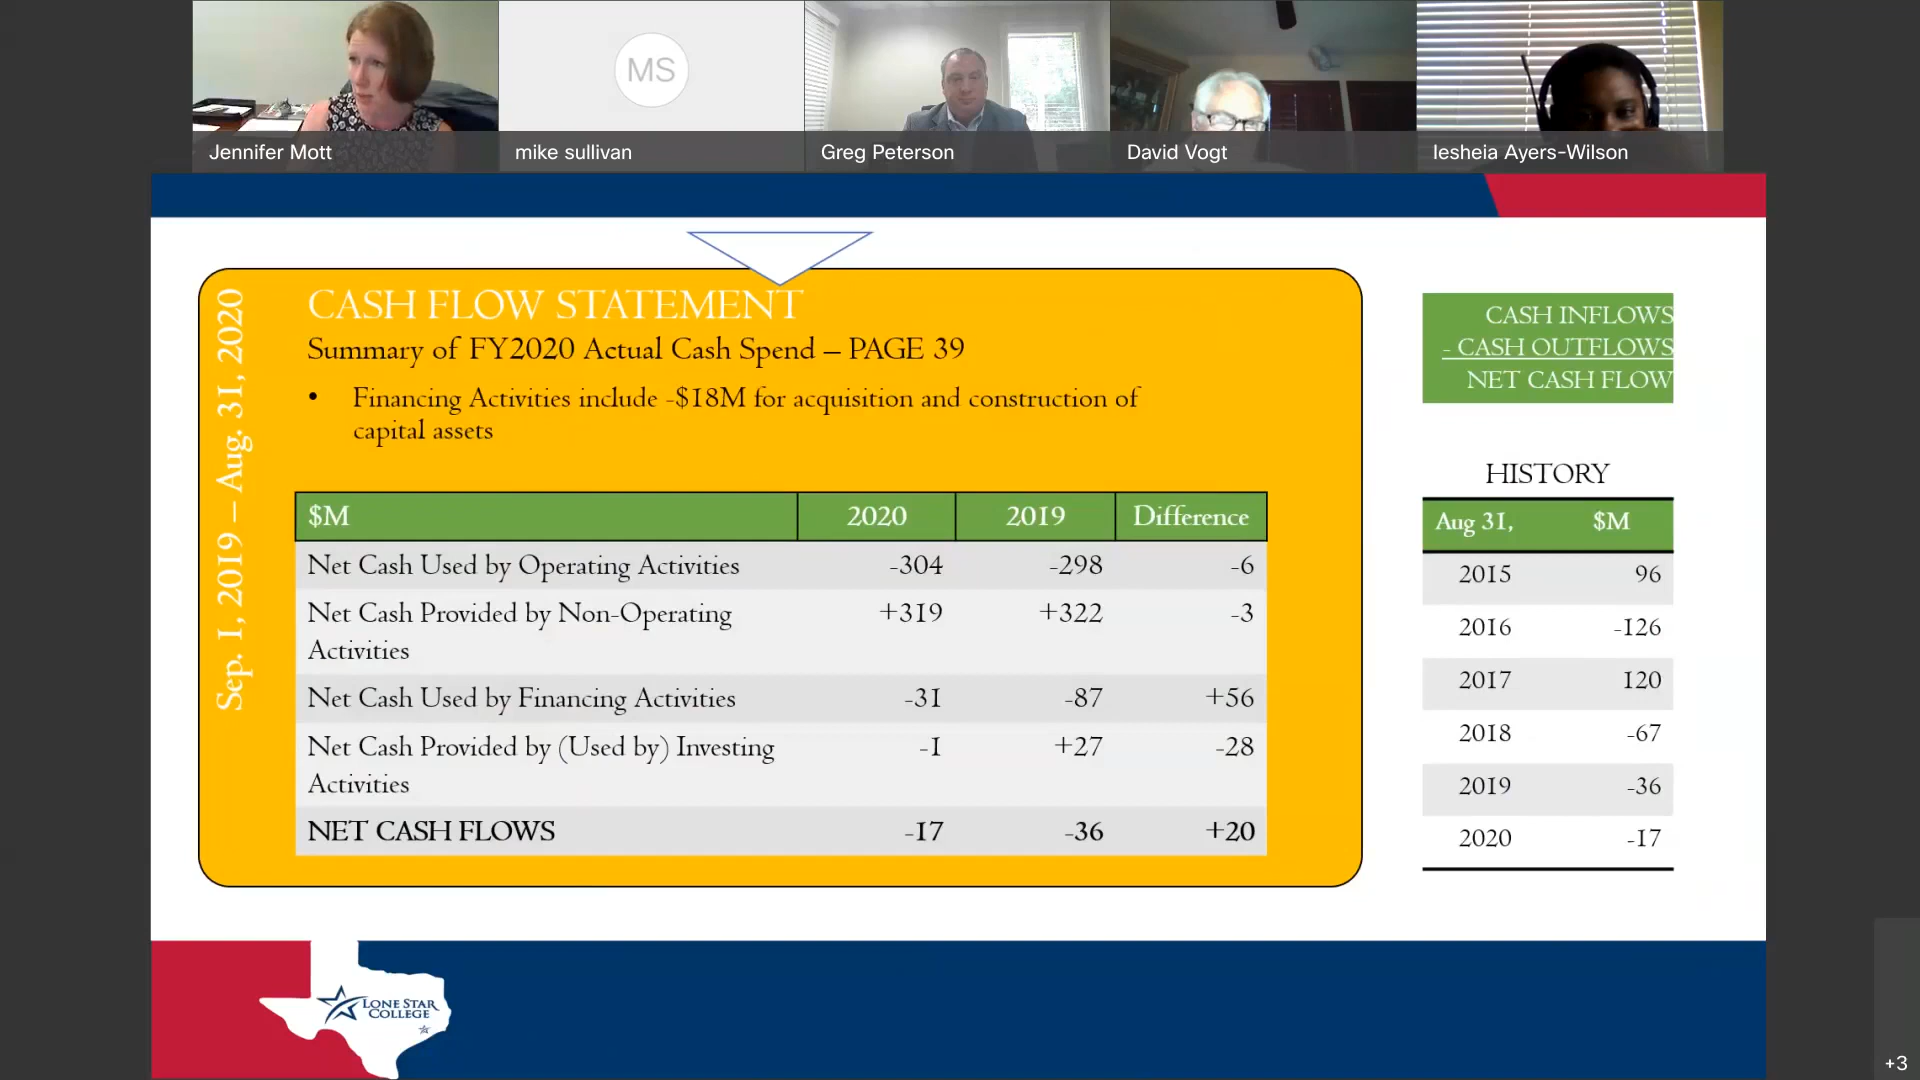 Jennifer Mott
MS
mike sullivan
Greg Peterson
David Vogt
Iesheia Ayers-Wilson
Sep. 1, 2019 – Aug. 31, 2020
CASH FLOW STATEMENT
Summary of FY2020 Actual Cash Spend – PAGE 39
• Financing Activities include -$18M for acquisition and construction of
capital assets
$M 2020 2019 Difference
Net Cash Used by Operating Activities -304 -298 -6
Net Cash Provided by Non-Operating +319 +322 -3
Activities
Net Cash Used by Financing Activities -31 -87 +56
Net Cash Provided by (Used by) Investing -1 +27 -28
Activities
NET CASH FLOWS -17 -36 +20
CASH INFLOWS
- CASH OUTFLOWS
NET CASH FLOW
HISTORY
Aug 31, $M
2015 96
2016 -126
2017 120
2018 -67
2019 -36
2020 -17
LONE STAR
COLLEGE
+3